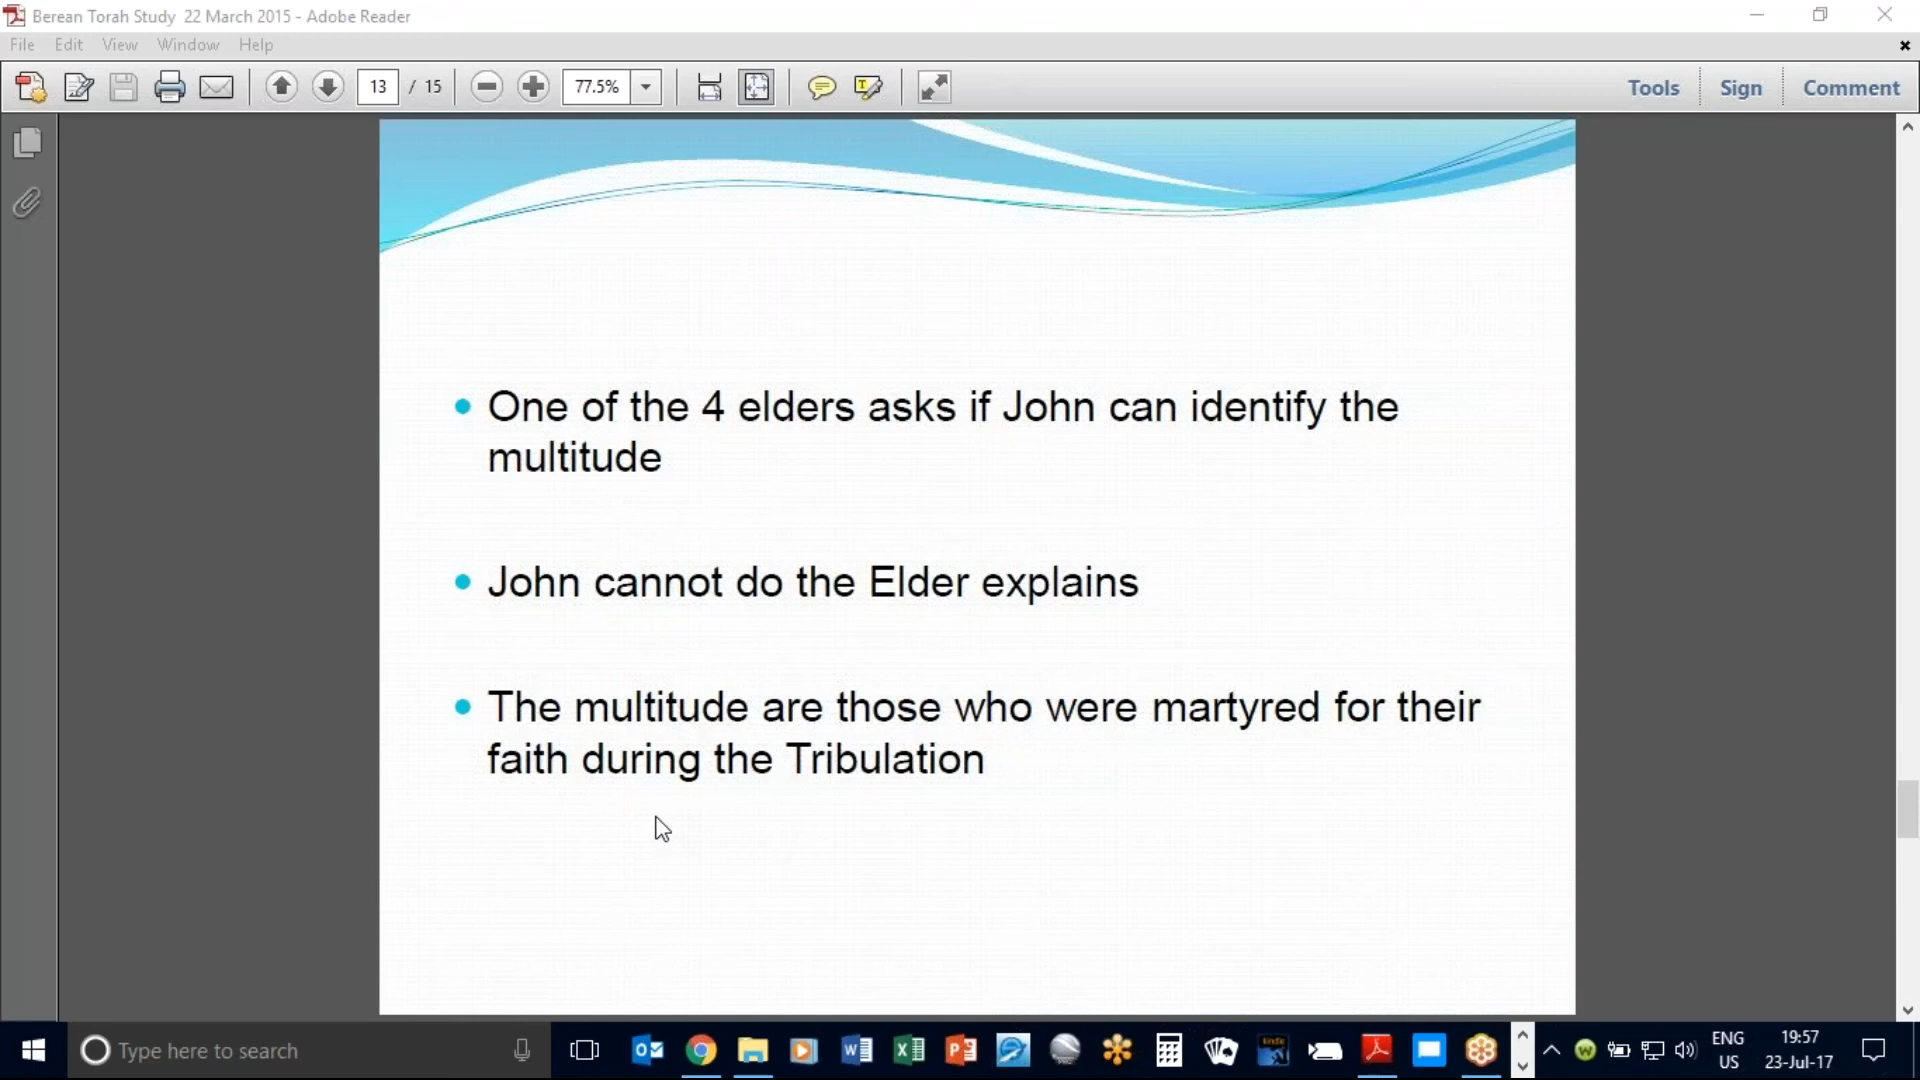 Berean Torah Study 22 March 2015 - Adobe Reader
File Edit View Window Help
13 / 15 77.5% Tools Sign Comment
• One of the 4 elders asks if John can identify the
multitude
• John cannot do the Elder explains
• The multitude are those who were martyred for their
faith during the Tribulation
Type here to search
ENG
US
19:57
23-Jul-17